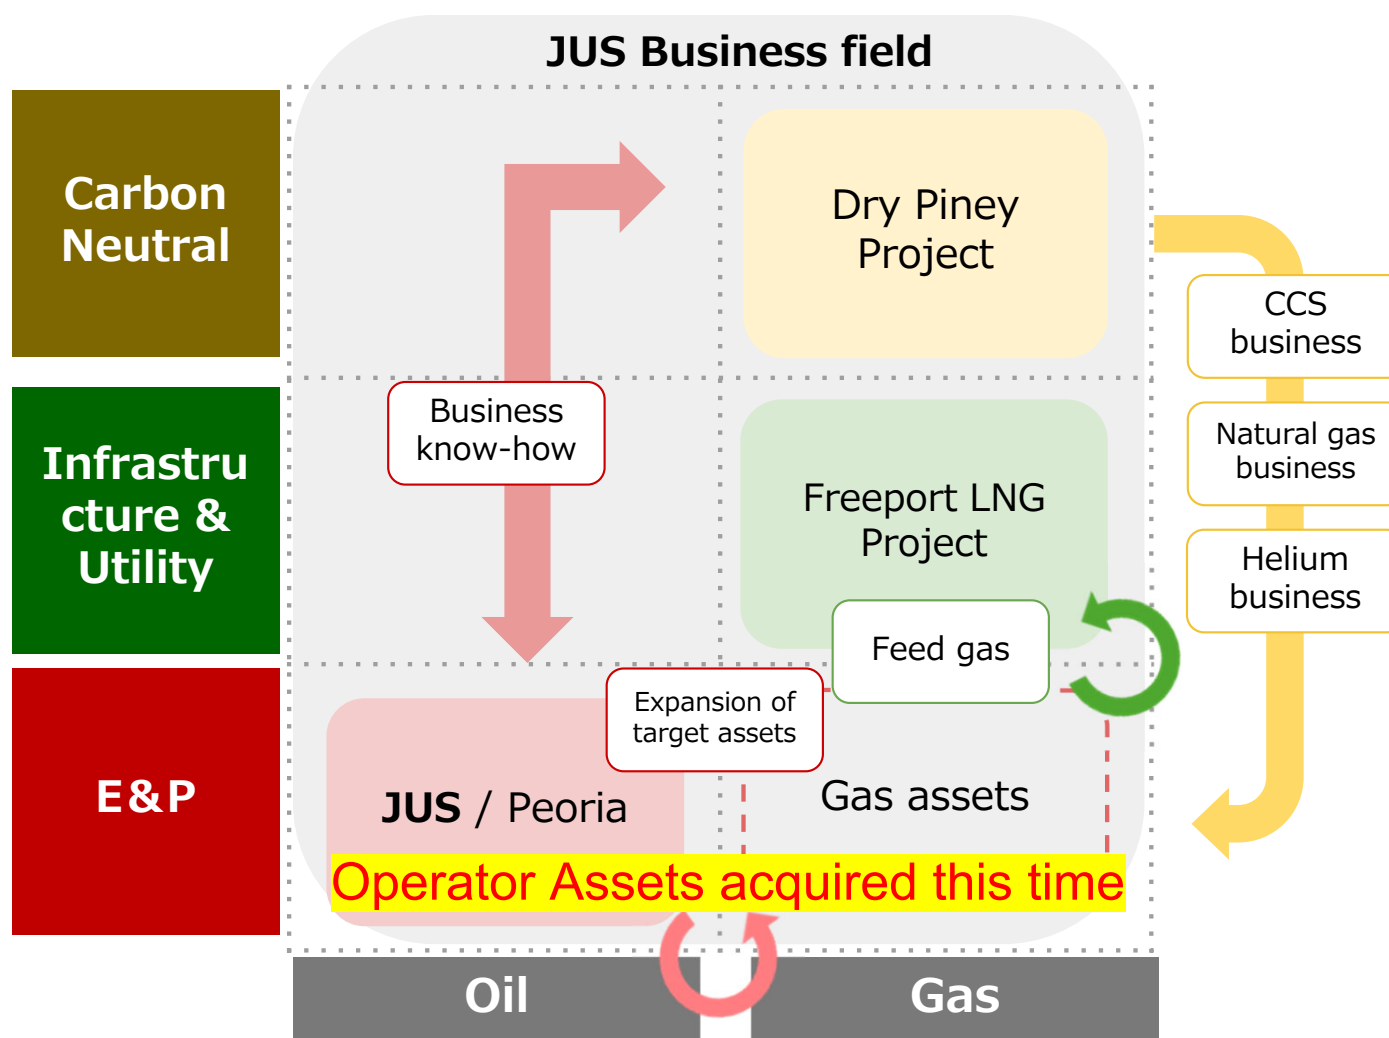 JUS Business field
Carbon
Neutral
Dry Piney
Project
CCS
business
Business
know-how
Natural gas
business
Infrastru
cture &
Utility
Freeport LNG
Project
Helium
business
Feed gas
Expansion of
target assets
E&P
JUS / Peoria
Gas assets
Operator Assets acquired this time
Oil
Gas